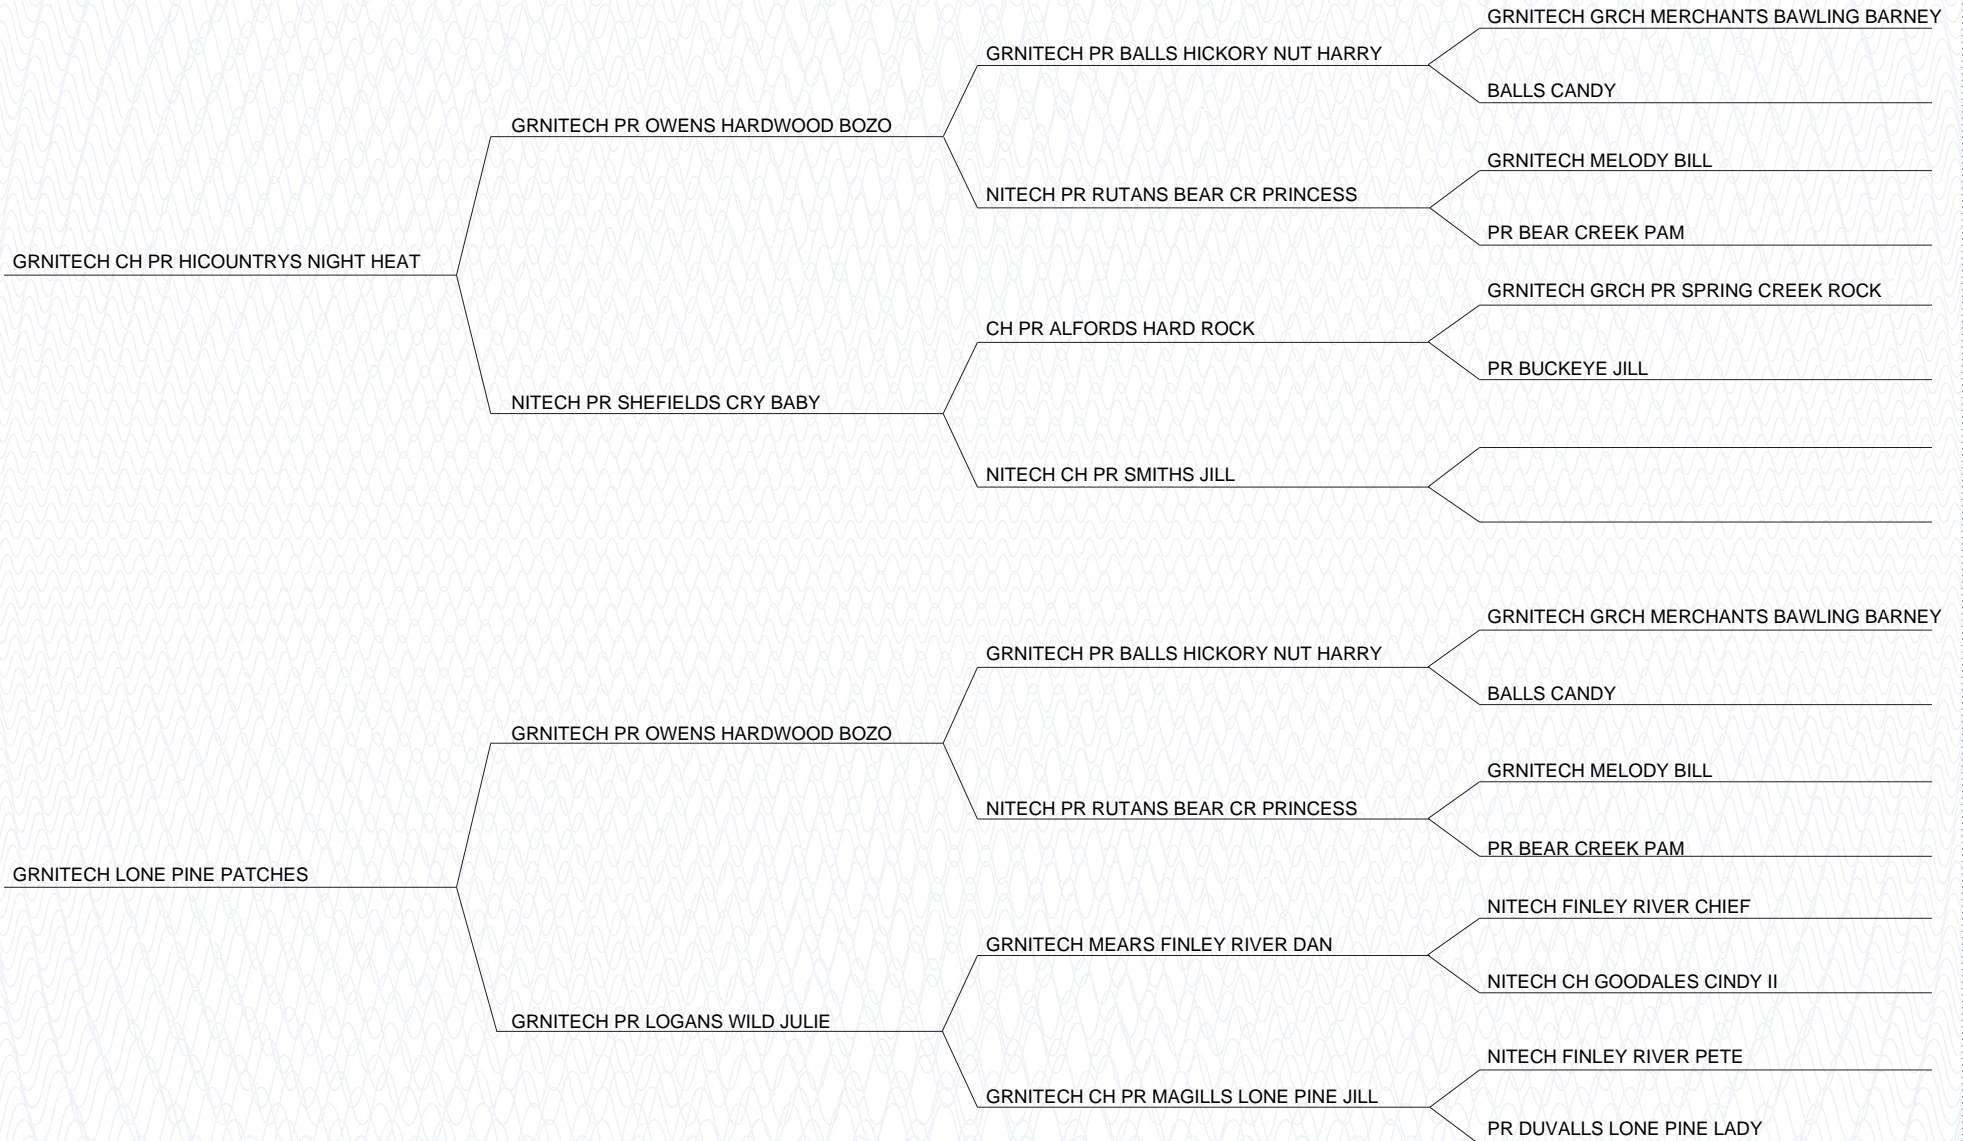 GRNITECH GRCH MERCHANTS BAWLING BARNEY
GRNITECH PR BALLS HICKORY NUT HARRY
BALLS CANDY
GRNITECH PR OWENS HARDWOOD BOZO
GRNITECH MELODY BILL
NITECH PR RUTANS BEAR CR PRINCESS
PR BEAR CREEK PAM
GRNITECH CH PR HICOUNTRYS NIGHT HEAT
GRNITECH GRCH PR SPRING CREEK ROCK
CH PR ALFORDS HARD ROCK
PR BUCKEYE JILL
NITECH PR SHEFIELDS CRY BABY
NITECH CH PR SMITHS JILL
GRNITECH GRCH MERCHANTS BAWLING BARNEY
GRNITECH PR BALLS HICKORY NUT HARRY
BALLS CANDY
GRNITECH PR OWENS HARDWOOD BOZO
GRNITECH MELODY BILL
NITECH PR RUTANS BEAR CR PRINCESS
PR BEAR CREEK PAM
GRNITECH LONE PINE PATCHES
NITECH FINLEY RIVER CHIEF
GRNITECH MEARS FINLEY RIVER DAN
NITECH CH GOODALES CINDY II
GRNITECH PR LOGANS WILD JULIE
NITECH FINLEY RIVER PETE
GRNITECH CH PR MAGILLS LONE PINE JILL
PR DUVALLS LONE PINE LADY